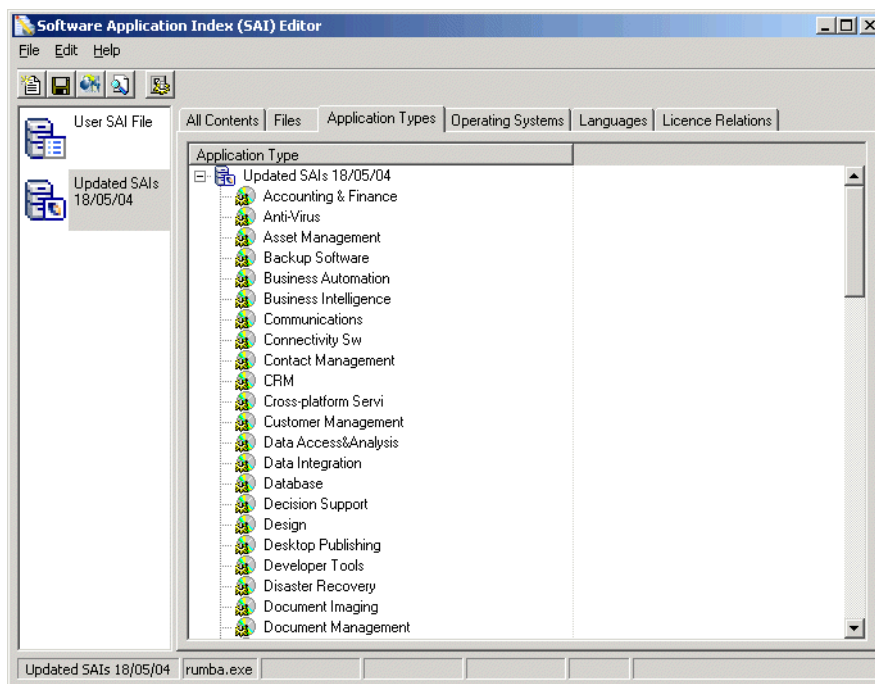 Software Application Index (SAI) Editor
File Edit Help
User SAI File
Updated SAIs
18/05/04
All Contents Files Application Types Operating Systems Languages Licence Relations
Application Type
Updated SAIs 18/05/04
Accounting & Finance
Anti-Virus
Asset Management
Backup Software
Business Automation
Business Intelligence
Communications
Connectivity Sw
Contact Management
CRM
Cross-platform Servi
Customer Management
Data Access&Analysis
Data Integration
Database
Decision Support
Design
Desktop Publishing
Developer Tools
Disaster Recovery
Document Imaging
Document Management
Updated SAIs 18/05/04 rumba.exe